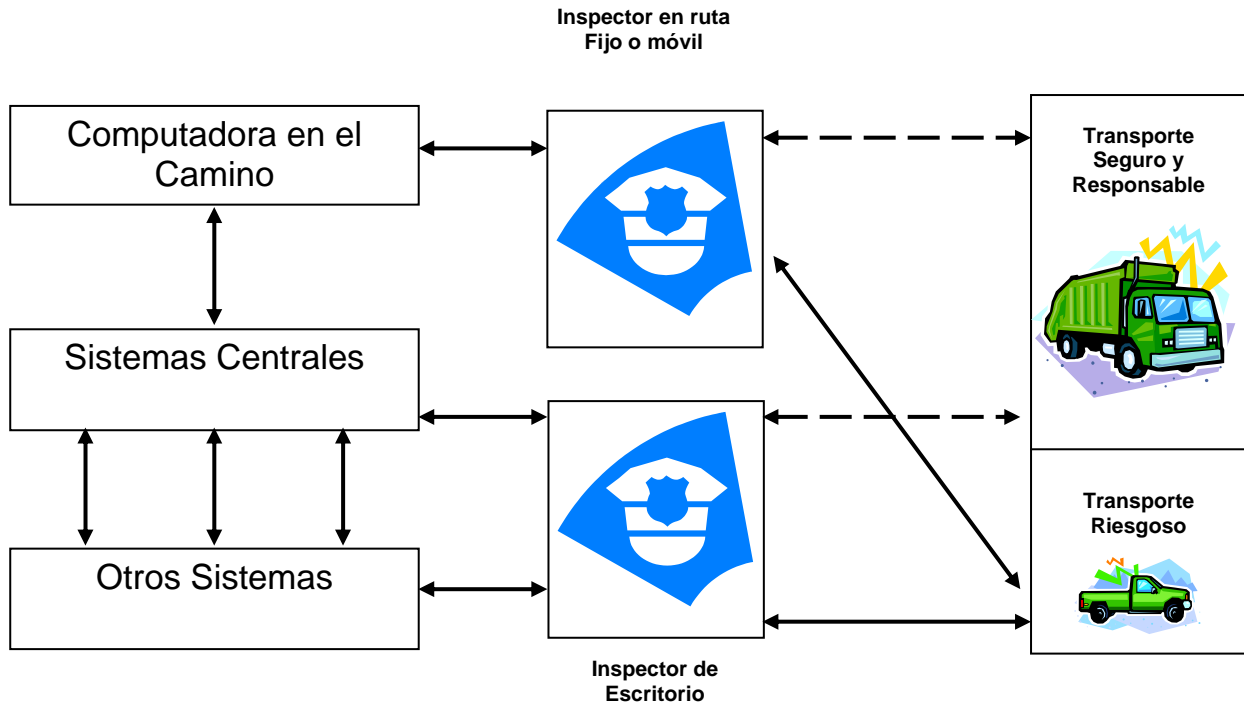 Inspector en ruta
Fijo o móvil
Computadora en el
Camino
Transporte
Seguro y
Responsable
Sistemas Centrales
Transporte
Riesgoso
Otros Sistemas
Inspector de
Escritorio